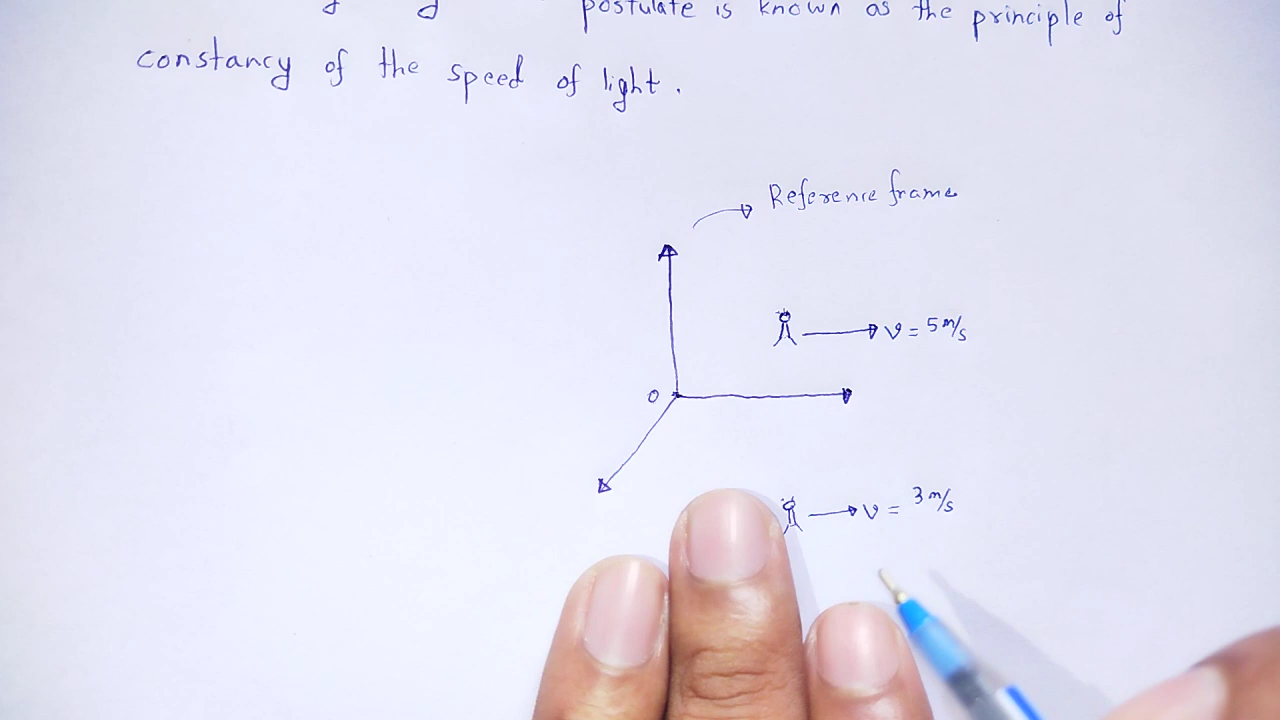 postulate is known as the principle of
constancy of the speed of light.
Reference frame
v = 5 m/s
O
v = 3 m/s